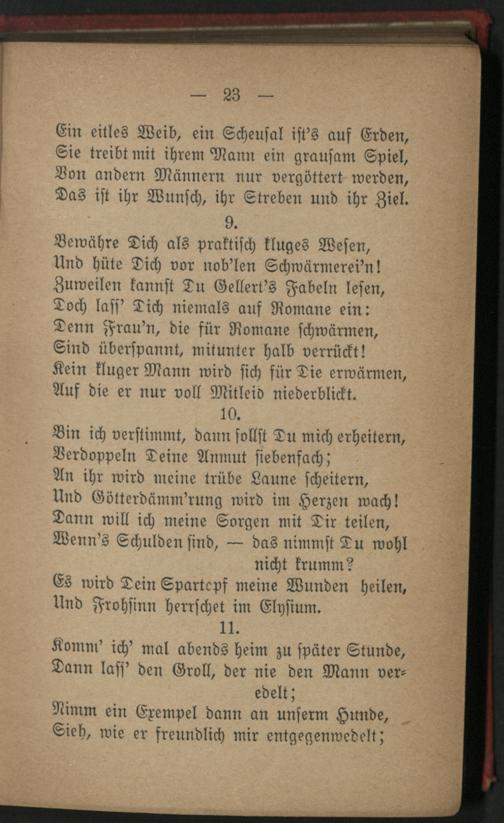 — 23 —
Ein eitles Weib, ein Scheusal ist's auf Erden,
Sie treibt mit ihrem Mann ein grausam Spiel,
Von andern Männern nur vergöttert werden,
Das ist ihr Wunsch, ihr Streben und ihr Ziel.
9.
Bewähre Dich als praktisch kluges Wesen,
Und hüte Dich vor nob'len Schwärmerei'n!
Zuweilen kannst Du Gellert's Fabeln lesen,
Doch lass' Dich niemals auf Romane ein:
Denn Frau'n, die für Romane schwärmen,
Sind überspannt, mitunter halb verrückt!
Kein kluger Mann wird sich für Die erwärmen,
Auf die er nur voll Mitleid niederblickt.
10.
Bin ich verstimmt, dann sollst Du mich erheitern,
Verdoppeln Deine Anmut siebenfach;
An ihr wird meine trübe Laune scheitern,
Und Götterdämm'rung wird im Herzen wach!
Dann will ich meine Sorgen mit Dir teilen,
Wenn's Schulden sind, — das nimmst Du wohl
nicht krumm?
Es wird Dein Spartopf meine Wunden heilen,
Und Frohsinn herrschet im Elysium.
11.
Komm' ich' mal abends heim zu später Stunde,
Dann lass' den Groll, der nie den Mann ver-
edelt;
Nimm ein Exempel dann an unserm Hunde,
Sieh, wie er freundlich mir entgegenwedelt;